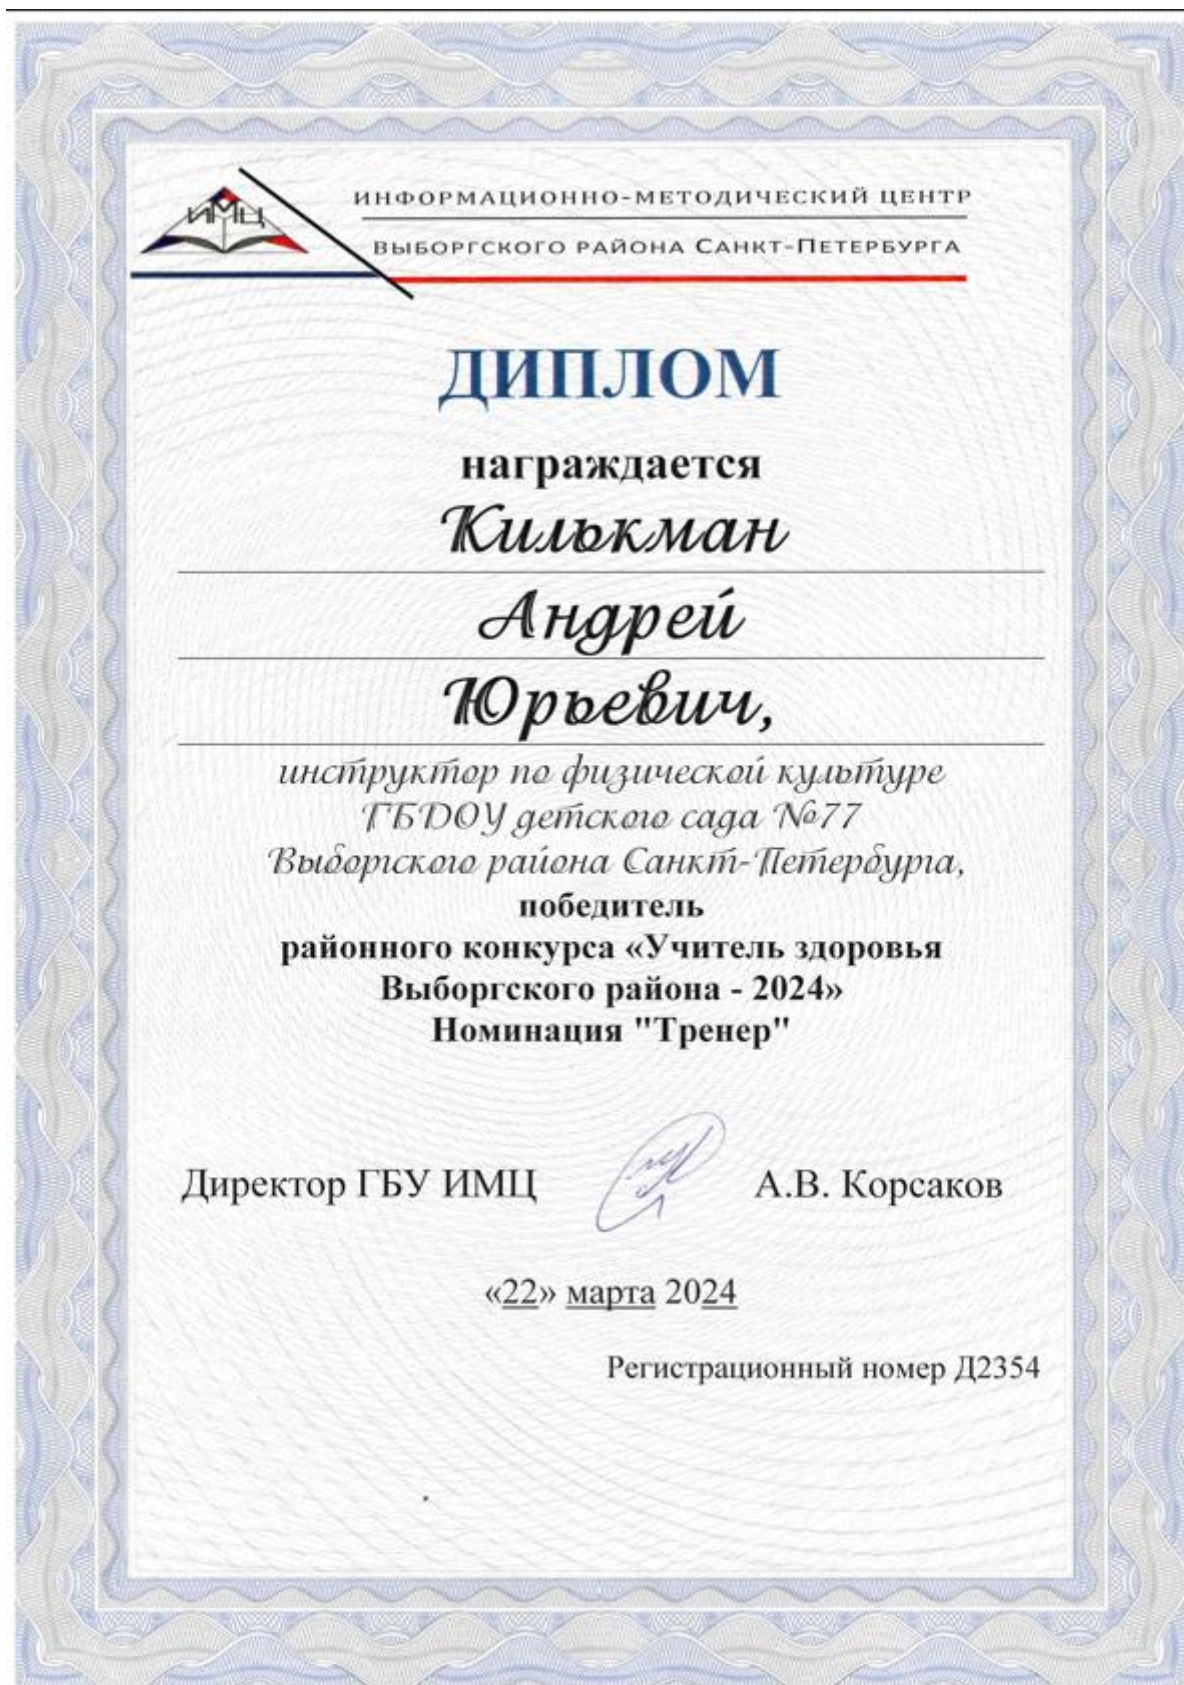 ИМЦ
ИНФОРМАЦИОННО-МЕТОДИЧЕСКИЙ ЦЕНТР
ВЫБОРГСКОГО РАЙОНА САНКТ-ПЕТЕРБУРГА
ДИПЛОМ
награждается
Килькман
Андрей
Юрьевич,
инструктор по физической культуре
ГБДОУ детского сада №77
Выборгского района Санкт-Петербурга,
победитель
районного конкурса «Учитель здоровья
Выборгского района - 2024»
Номинация "Тренер"
Директор ГБУ ИМЦ А.В. Корсаков
«22» марта 2024
Регистрационный номер Д2354